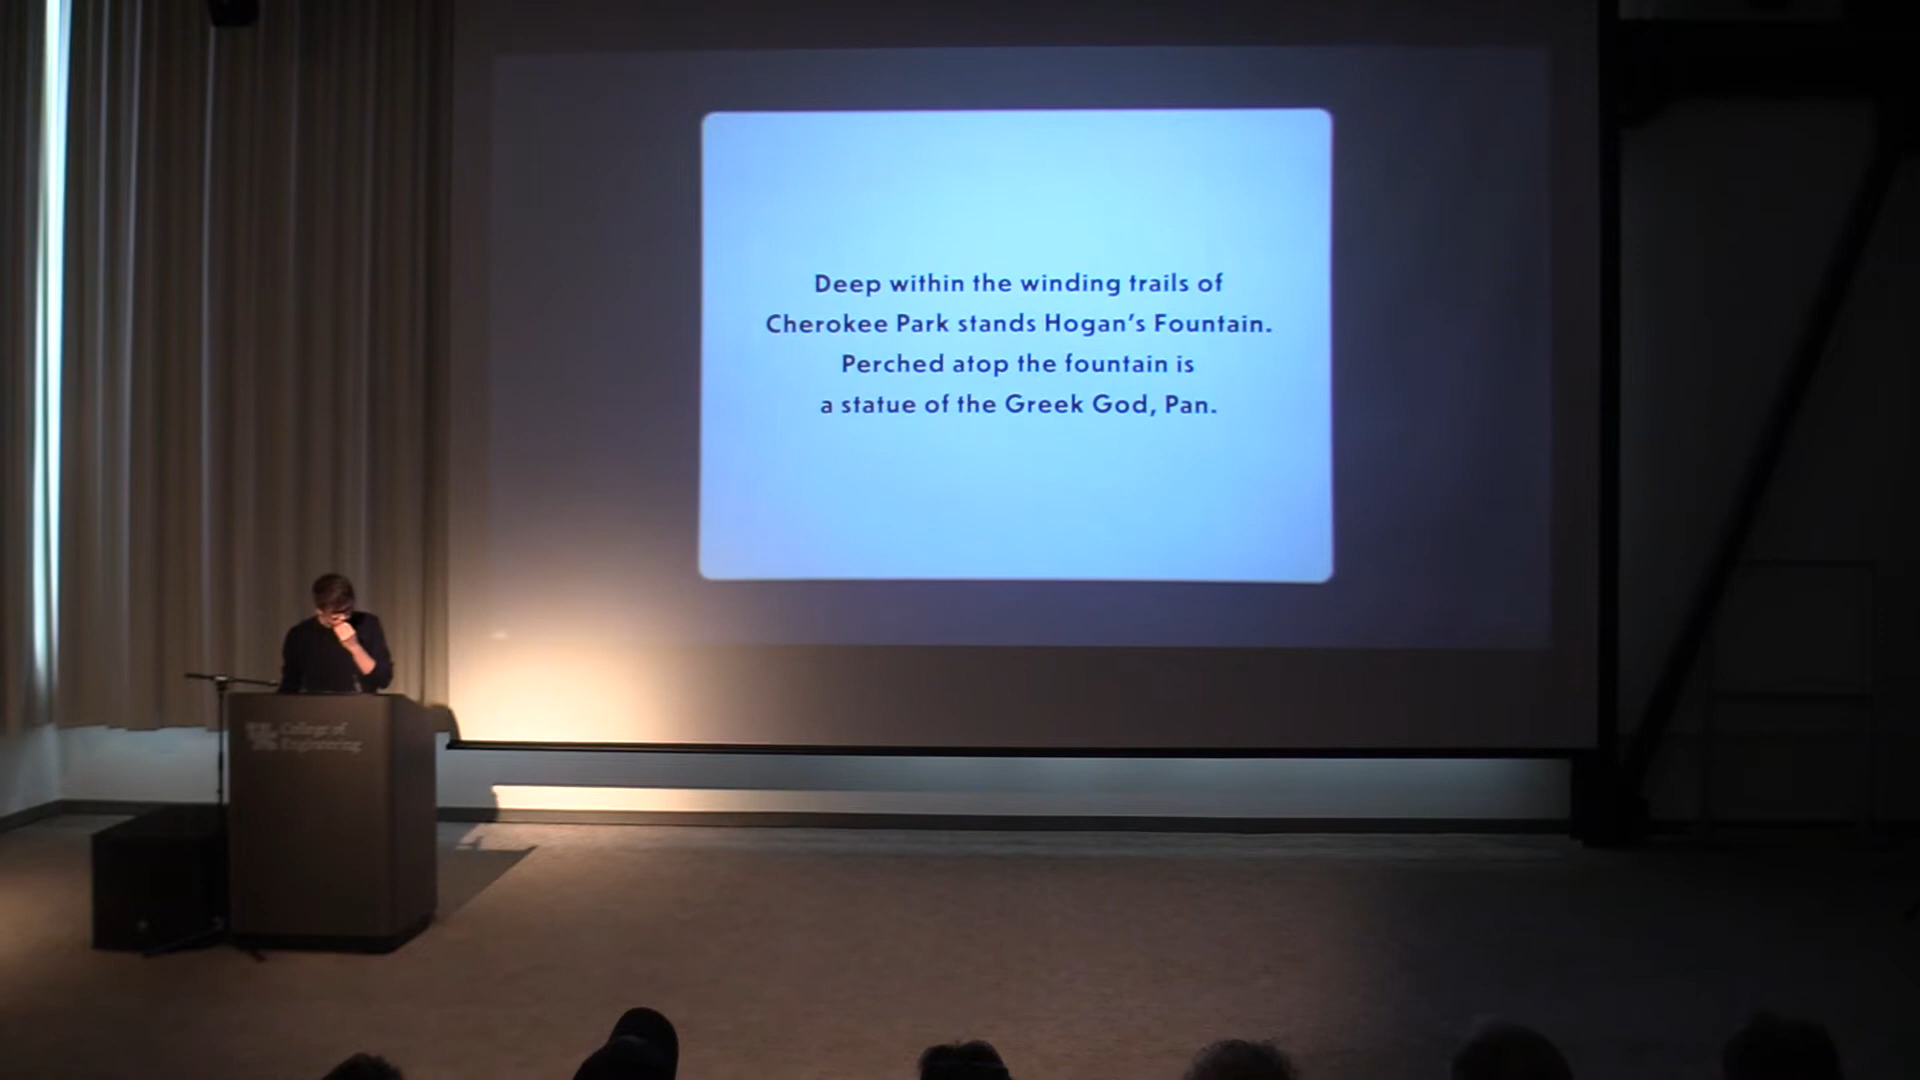 Deep within the winding trails of
Cherokee Park stands Hogan’s Fountain.
Perched atop the fountain is
a statue of the Greek God, Pan.
College of
Engineering